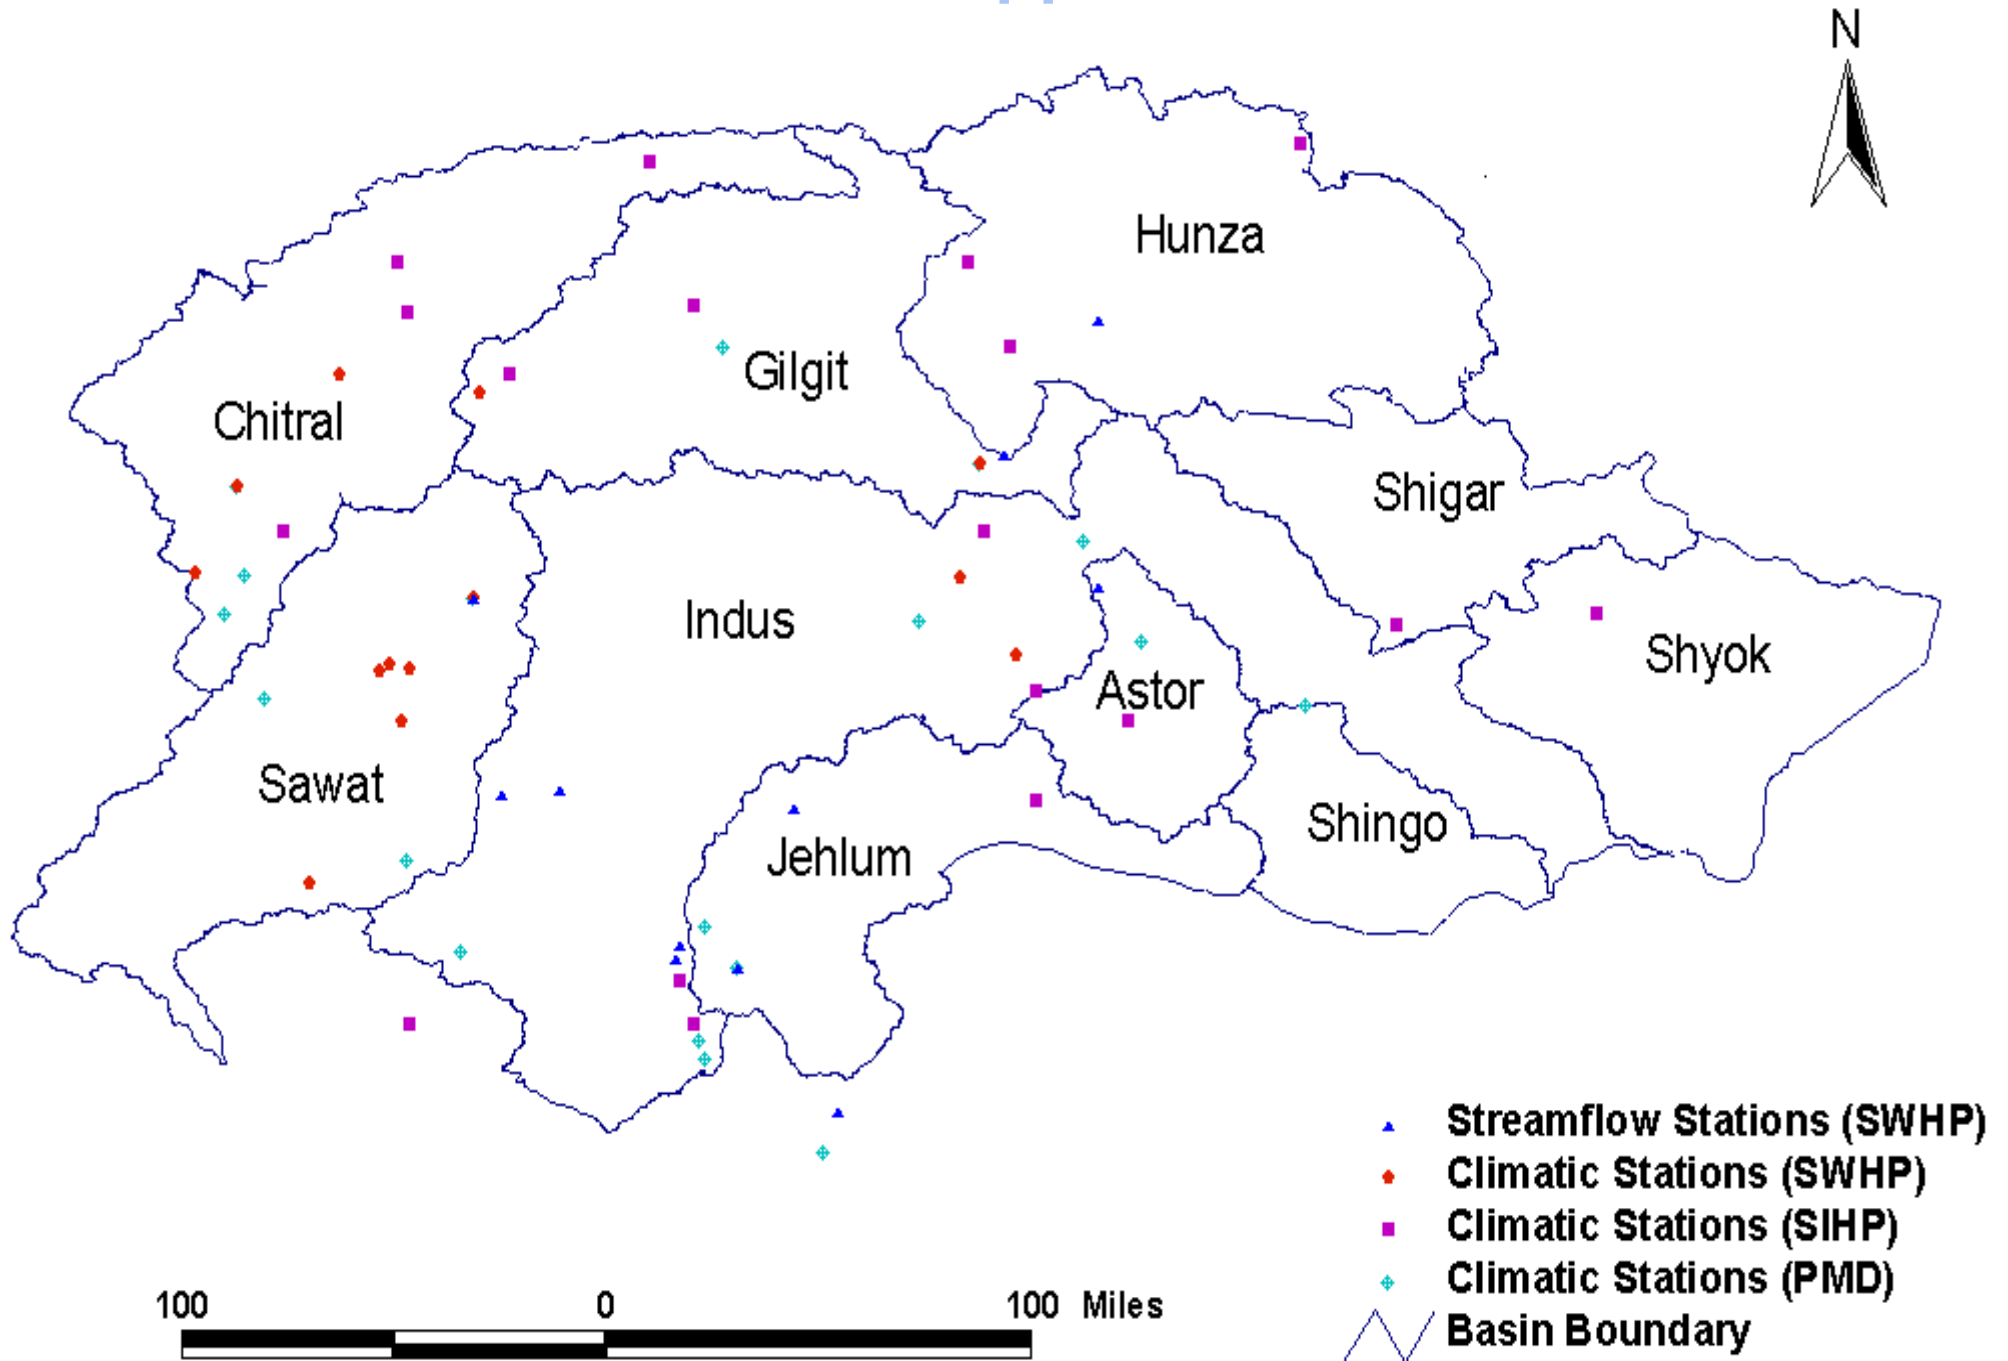 N
Hunza
Gilgit
Chitral
Shigar
Indus
Shyok
Astor
Sawat
Shingo
Jehlum
Streamflow Stations (SWHP)
Climatic Stations (SWHP)
Climatic Stations (SIHP)
Climatic Stations (PMD)
Basin Boundary
100 0 100 Miles